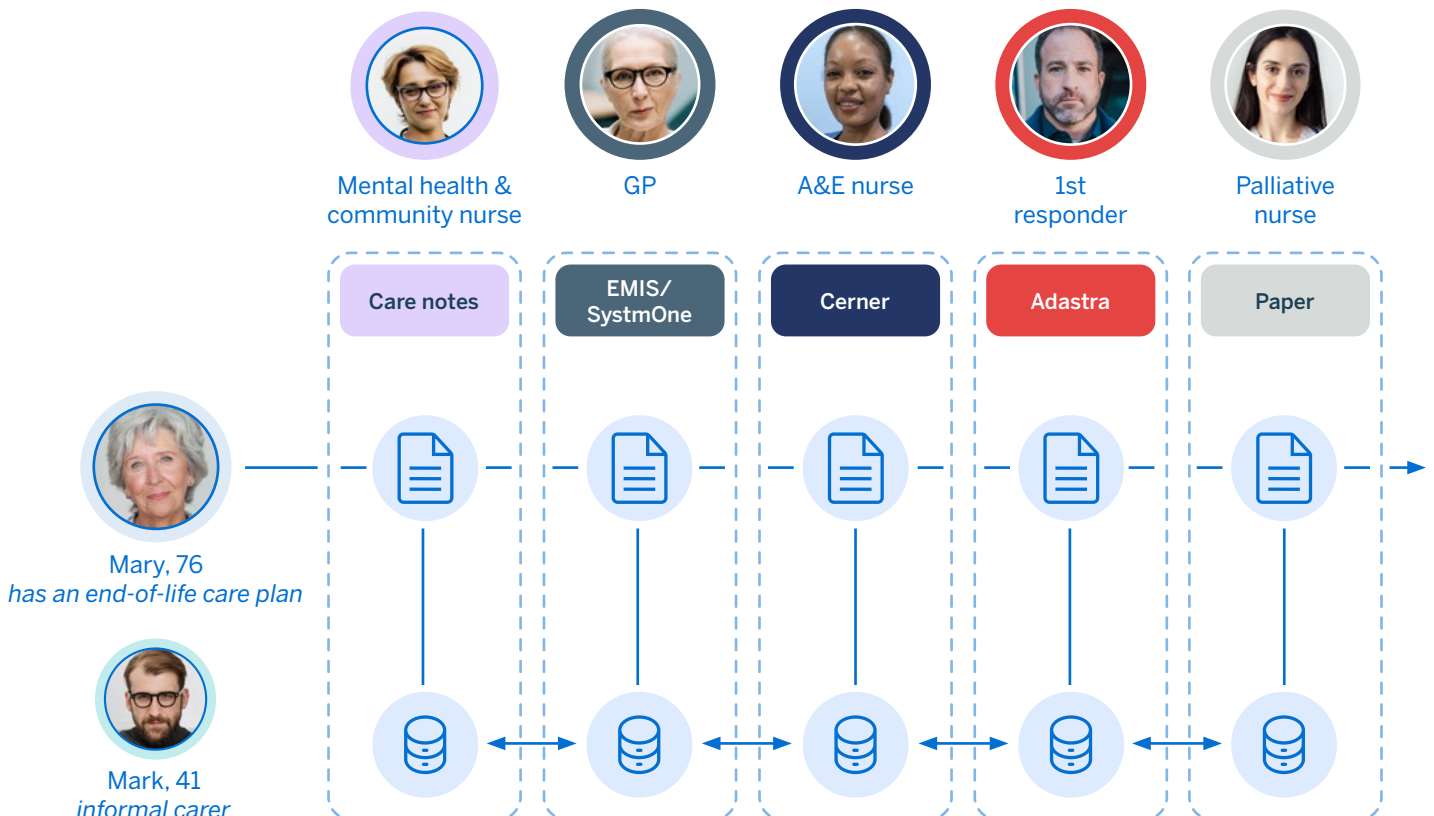 Mental health &
community nurse
GP
A&E nurse
1st
responder
Palliative
nurse
Care notes
EMIS/
SystmOne
Cerner
Adastra
Paper
Mary, 76
has an end-of-life care plan
Mark, 41
informal carer